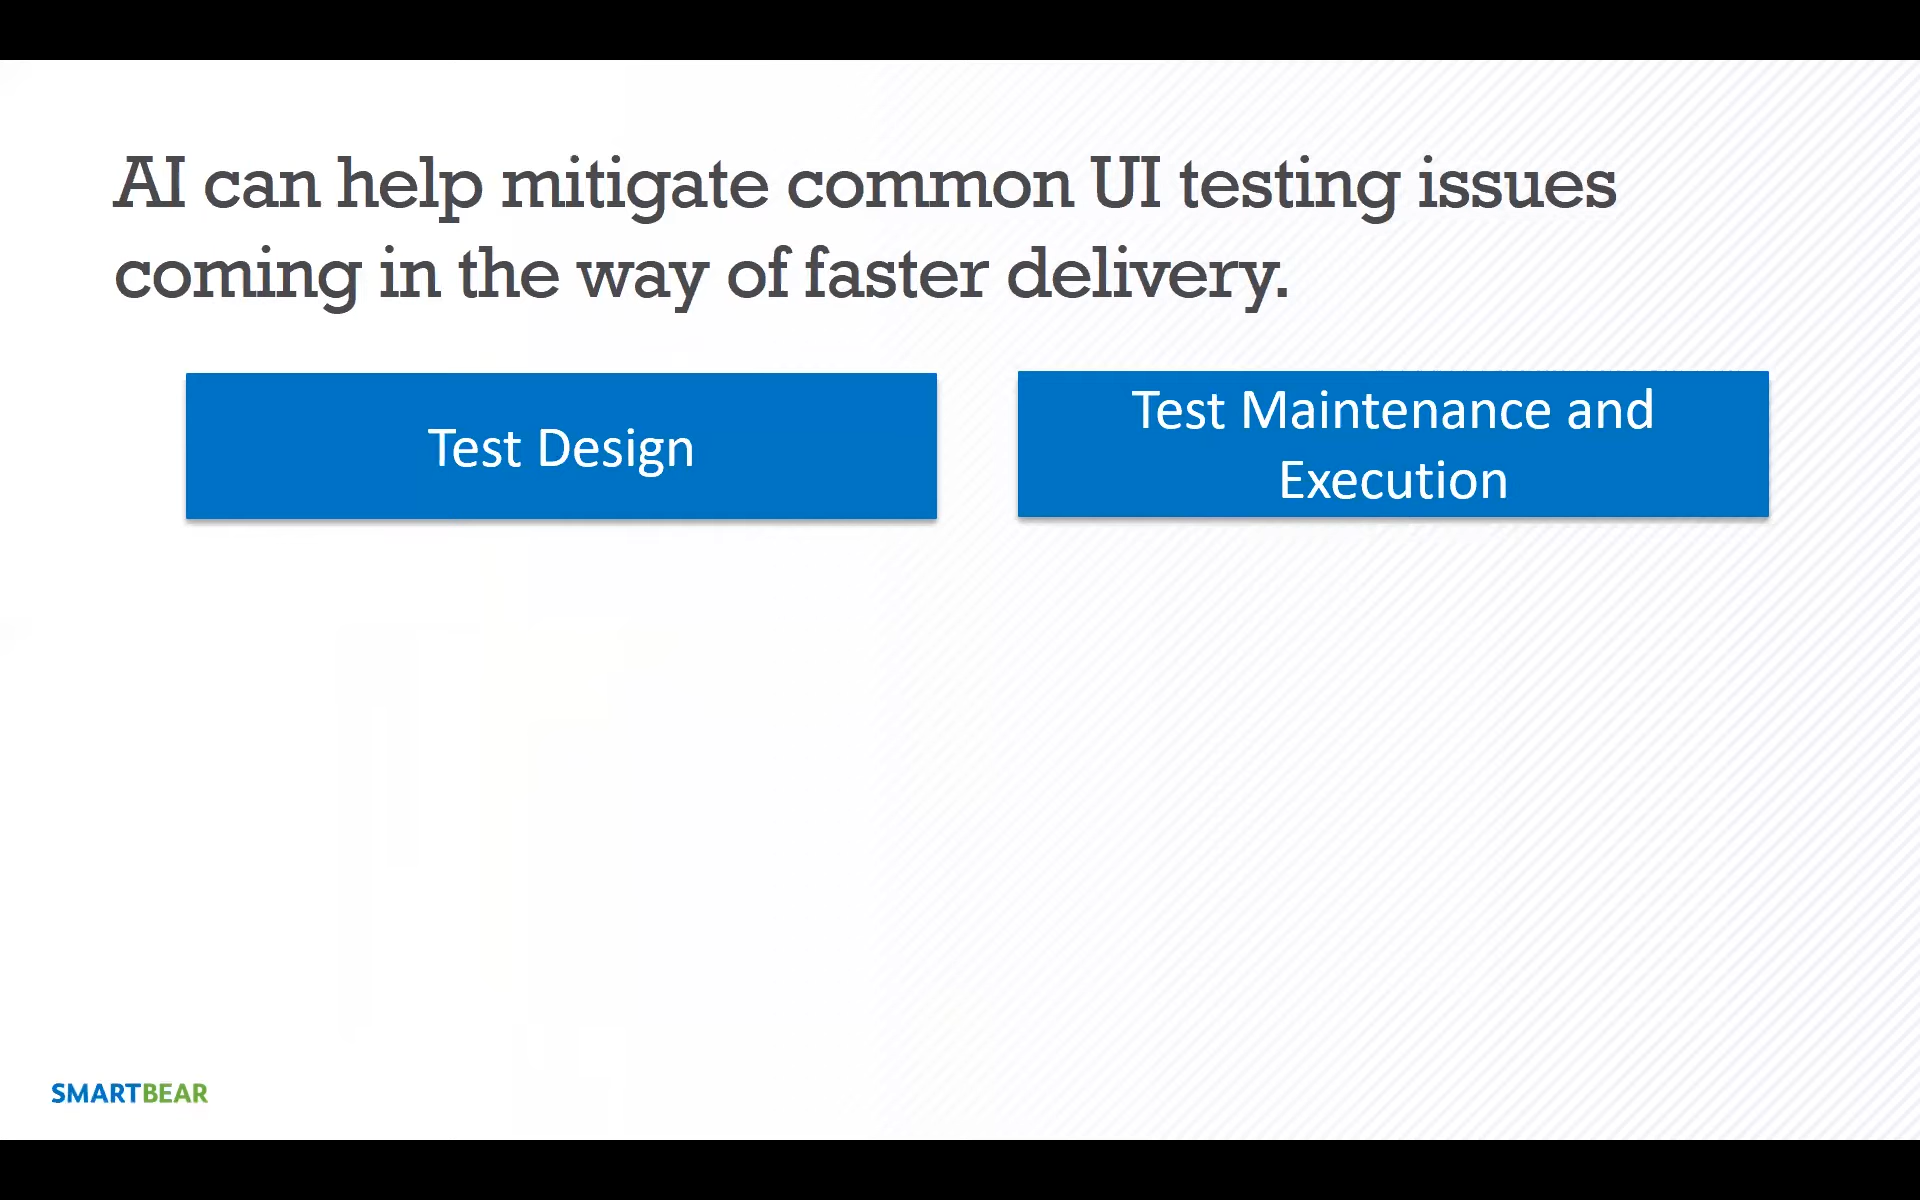 AI can help mitigate common UI testing issues
coming in the way of faster delivery.
Test Design
Test Maintenance and
Execution
SMARTBEAR